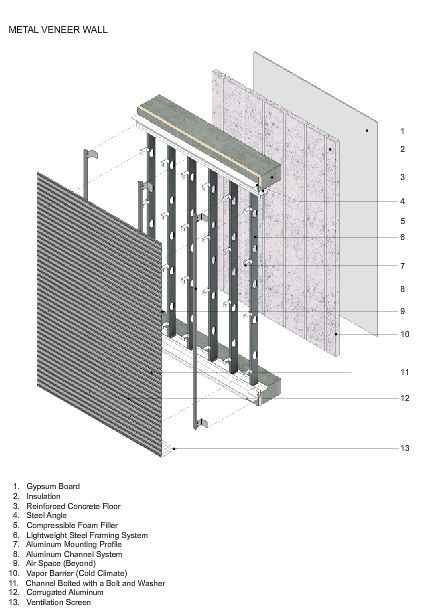 METAL VENEER WALL
1
2
3
4
5
6
7
8
9
10
11
12
13
1. Gypsum Board
2. Insulation
3. Reinforced Concrete Floor
4. Steel Angle
5. Compressible Foam Filler
6. Lightweight Steel Framing System
7. Aluminum Mounting Profile
8. Aluminum Channel System
9. Air Space (Beyond)
10. Vapor Barrier (Cold Climate)
11. Channel Bolted with a Bolt and Washer
12. Corrugated Aluminum
13. Ventilation Screen